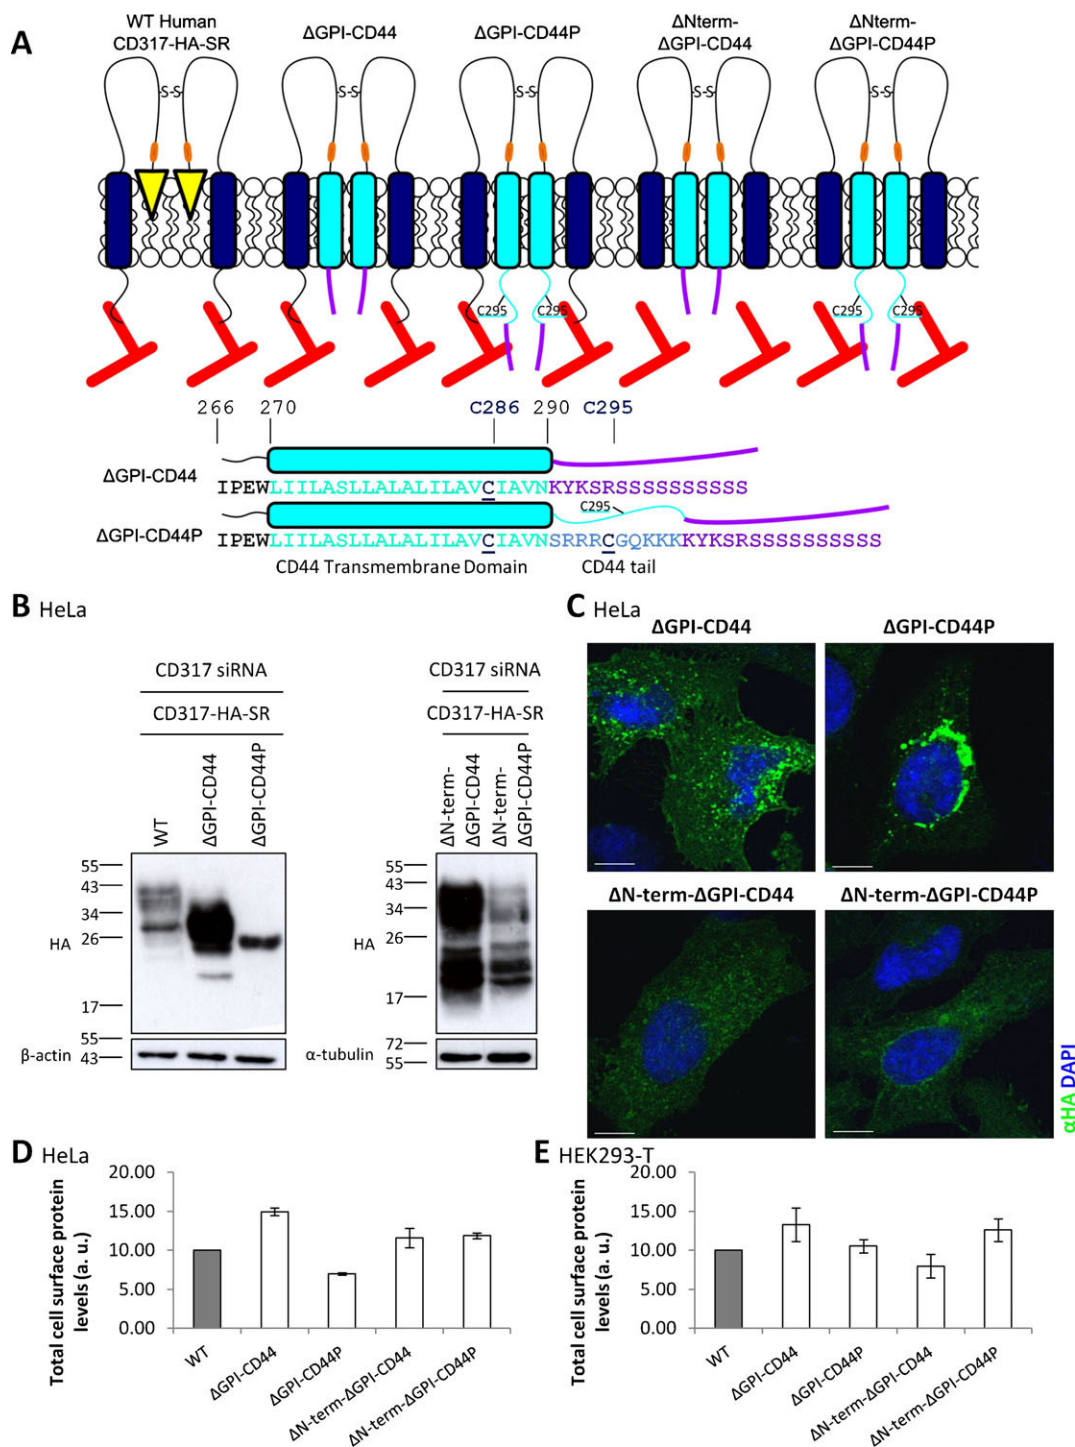 A
WT Human
CD317-HA-SR
ΔGPI-CD44
ΔGPI-CD44P
ΔNterm-
ΔGPI-CD44
ΔNterm-
ΔGPI-CD44P
S-S
S-S
S-S
S-S
S-S
C295
C295
C295
C295
266 270 C286 290 C295
ΔGPI-CD44
IPEWLIILASLLALALILAVCIAVNKYKSRSSSSSSSSSS
C295
ΔGPI-CD44P
IPEWLIILASLLALALILAVCIAVNSRRRCGQKKKKYKSRSSSSSSSSSS
CD44 Transmembrane Domain
CD44 tail
B HeLa
CD317 siRNA
CD317-HA-SR
WT
ΔGPI-CD44
ΔGPI-CD44P
55
43
34
26
HA
17
55
β-actin 43
CD317 siRNA
CD317-HA-SR
ΔN-term-
ΔGPI-CD44
ΔN-term-
ΔGPI-CD44P
55
43
34
26
HA
17
72
α-tubulin
55
C HeLa
ΔGPI-CD44
ΔGPI-CD44P
ΔN-term-ΔGPI-CD44
ΔN-term-ΔGPI-CD44P
αHA DAPI
D HeLa
Total cell surface protein
levels (a. u.)
20.00
15.00
10.00
5.00
0.00
WT
ΔGPI-CD44
ΔGPI-CD44P
ΔN-term-ΔGPI-CD44
ΔN-term-ΔGPI-CD44P
E HEK293-T
Total cell surface protein
levels (a. u.)
20.00
15.00
10.00
5.00
0.00
WT
ΔGPI-CD44
ΔGPI-CD44P
ΔN-term-ΔGPI-CD44
ΔN-term-ΔGPI-CD44P